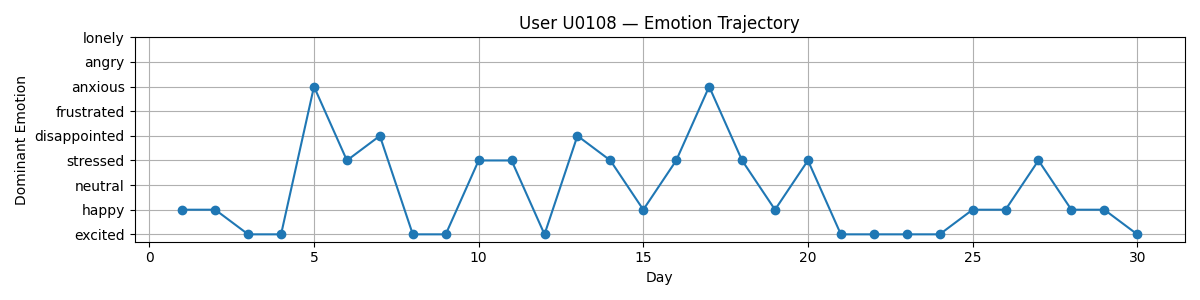 User U0108 — Emotion Trajectory
Dominant Emotion
lonely
angry
anxious
frustrated
disappointed
stressed
neutral
happy
excited
0 5 10 15 20 25 30
Day